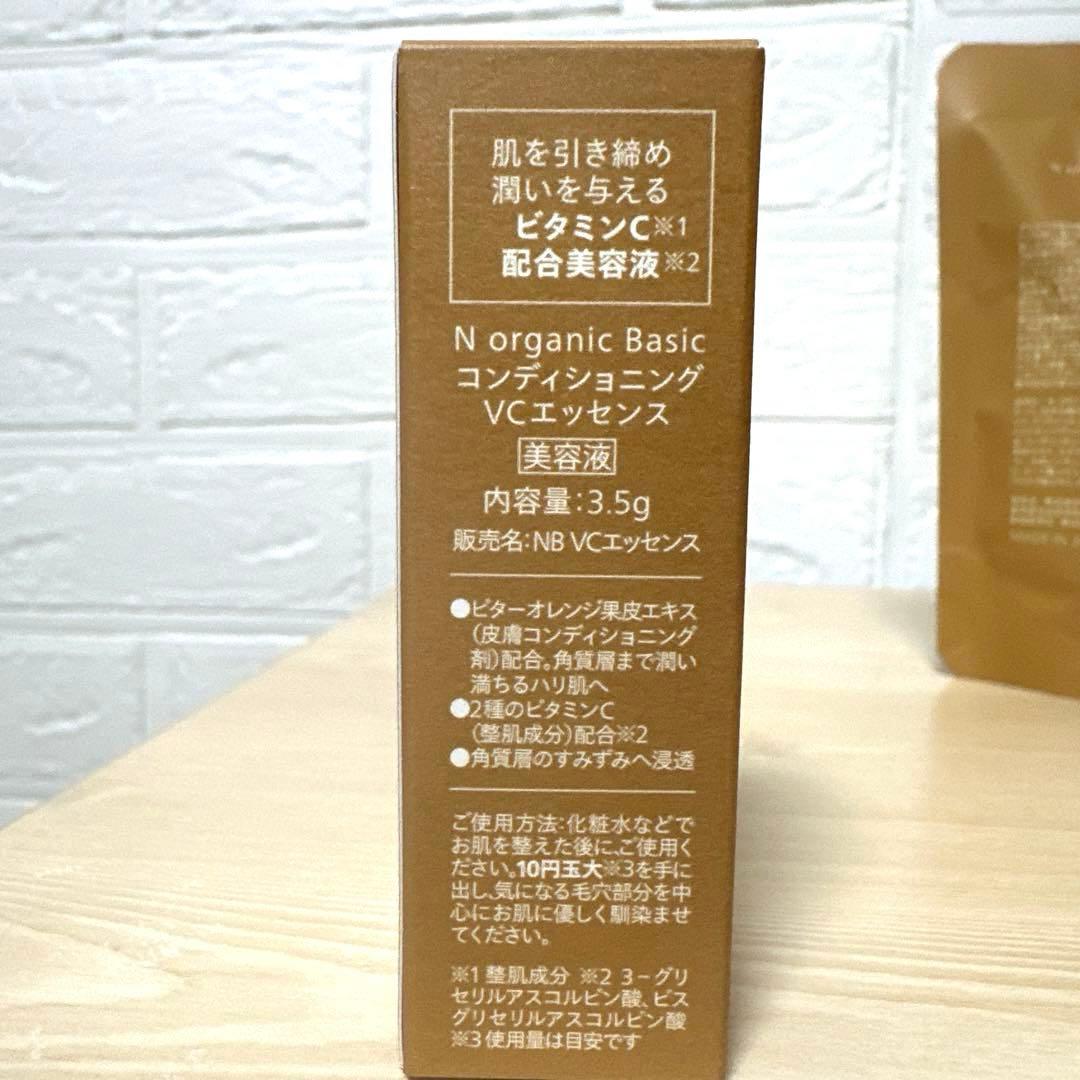 肌を引き締め
潤いを与える
ビタミンC※1
配合美容液※2
N organic Basic
コンディショニング
VCエッセンス
美容液
内容量:3.5g
販売名:NB VCエッセンス
●ビターオレンジ果皮エキス
(皮膚コンディショニング
剤)配合。角質層まで潤い
満ちるハリ肌へ
●2種のビタミンC
(整肌成分)配合※2
●角質層のすみずみへ浸透
ご使用方法:化粧水などで
お肌を整えた後に、ご使用く
ださい。10円玉大※3を手に
出し、気になる毛穴部分を中
心にお肌に優しく馴染ませ
てください。
※1 整肌成分 ※2 3－グリ
セリルアスコルビン酸、ビス
グリセリルアスコルビン酸
※3 使用量は目安です